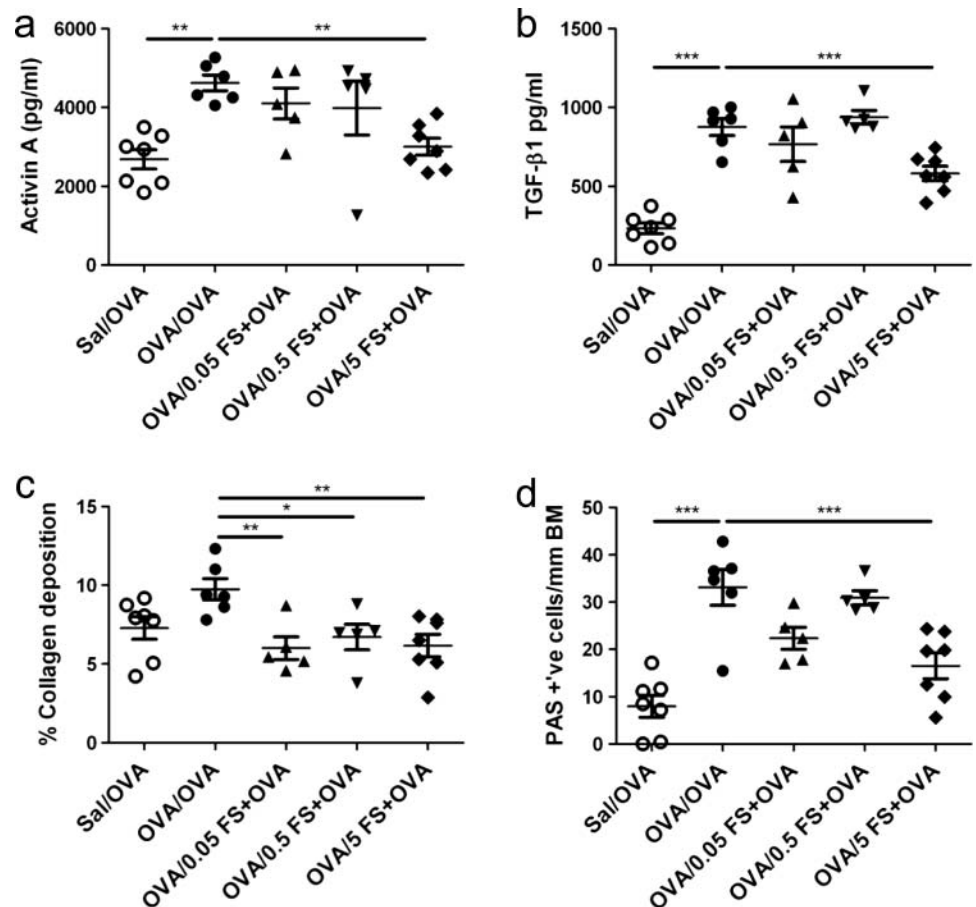 a
**
**
6000
4000
2000
0
Activin A (pg/ml)
Sal/OVA
OVA/OVA
OVA/0.05 FS+OVA
OVA/0.5 FS+OVA
OVA/5 FS+OVA
b
***
***
1500
1000
500
0
TGF-β1 pg/ml
Sal/OVA
OVA/OVA
OVA/0.05 FS+OVA
OVA/0.5 FS+OVA
OVA/5 FS+OVA
c
**
*
**
15
10
5
0
% Collagen deposition
Sal/OVA
OVA/OVA
OVA/0.05 FS+OVA
OVA/0.5 FS+OVA
OVA/5 FS+OVA
d
***
***
50
40
30
20
10
0
PAS +'ve cells/mm BM
Sal/OVA
OVA/OVA
OVA/0.05 FS+OVA
OVA/0.5 FS+OVA
OVA/5 FS+OVA